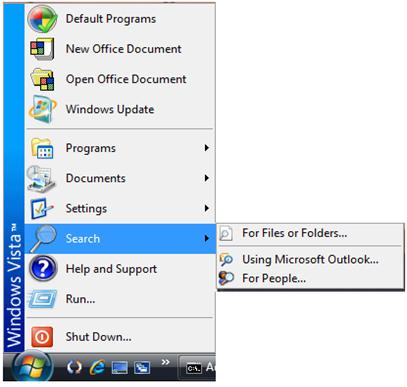 Default Programs
New Office Document
Open Office Document
Windows Update
Programs
Documents
Settings
Search
For Files or Folders...
Using Microsoft Outlook...
For People...
Help and Support
Run...
Shut Down...
Windows Vista™
»
C:\